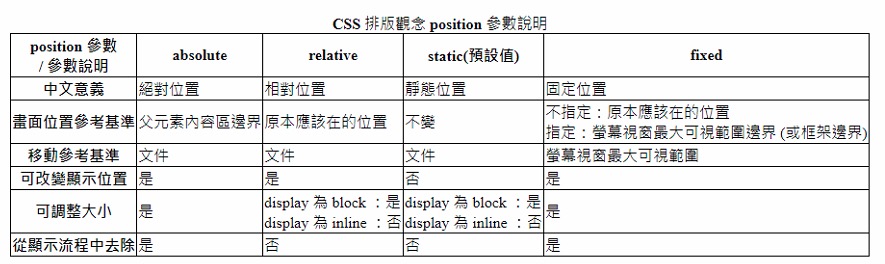 CSS 排版觀念 position 參數說明
position 參數
/ 參數說明
absolute
relative
static(預設值)
fixed
中文意義
絕對位置
相對位置
靜態位置
固定位置
畫面位置參考基準
父元素內容區邊界
原本應該在的位置
不變
不指定：原本應該在的位置
指定：螢幕視窗最大可視範圍邊界 (或框架邊界)
移動參考基準
文件
文件
文件
螢幕視窗最大可視範圍
可改變顯示位置
是
是
否
是
可調整大小
是
display 為 block ：是
display 為 inline ：否
display 為 block ：是
display 為 inline ：否
是
從顯示流程中去除
是
否
否
是